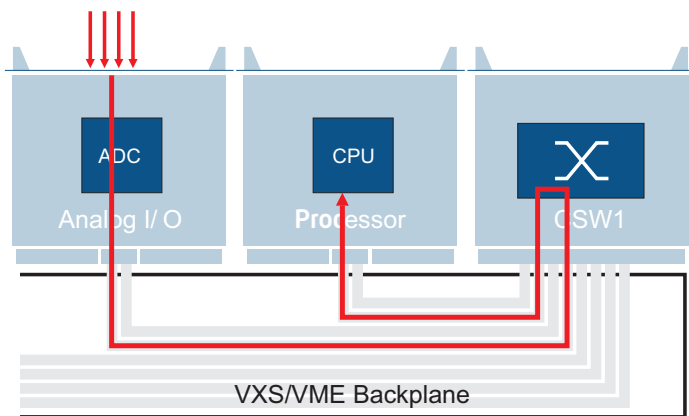 ADC
CPU
Analog I/ O
Processor
CSW1
VXS/VME Backplane